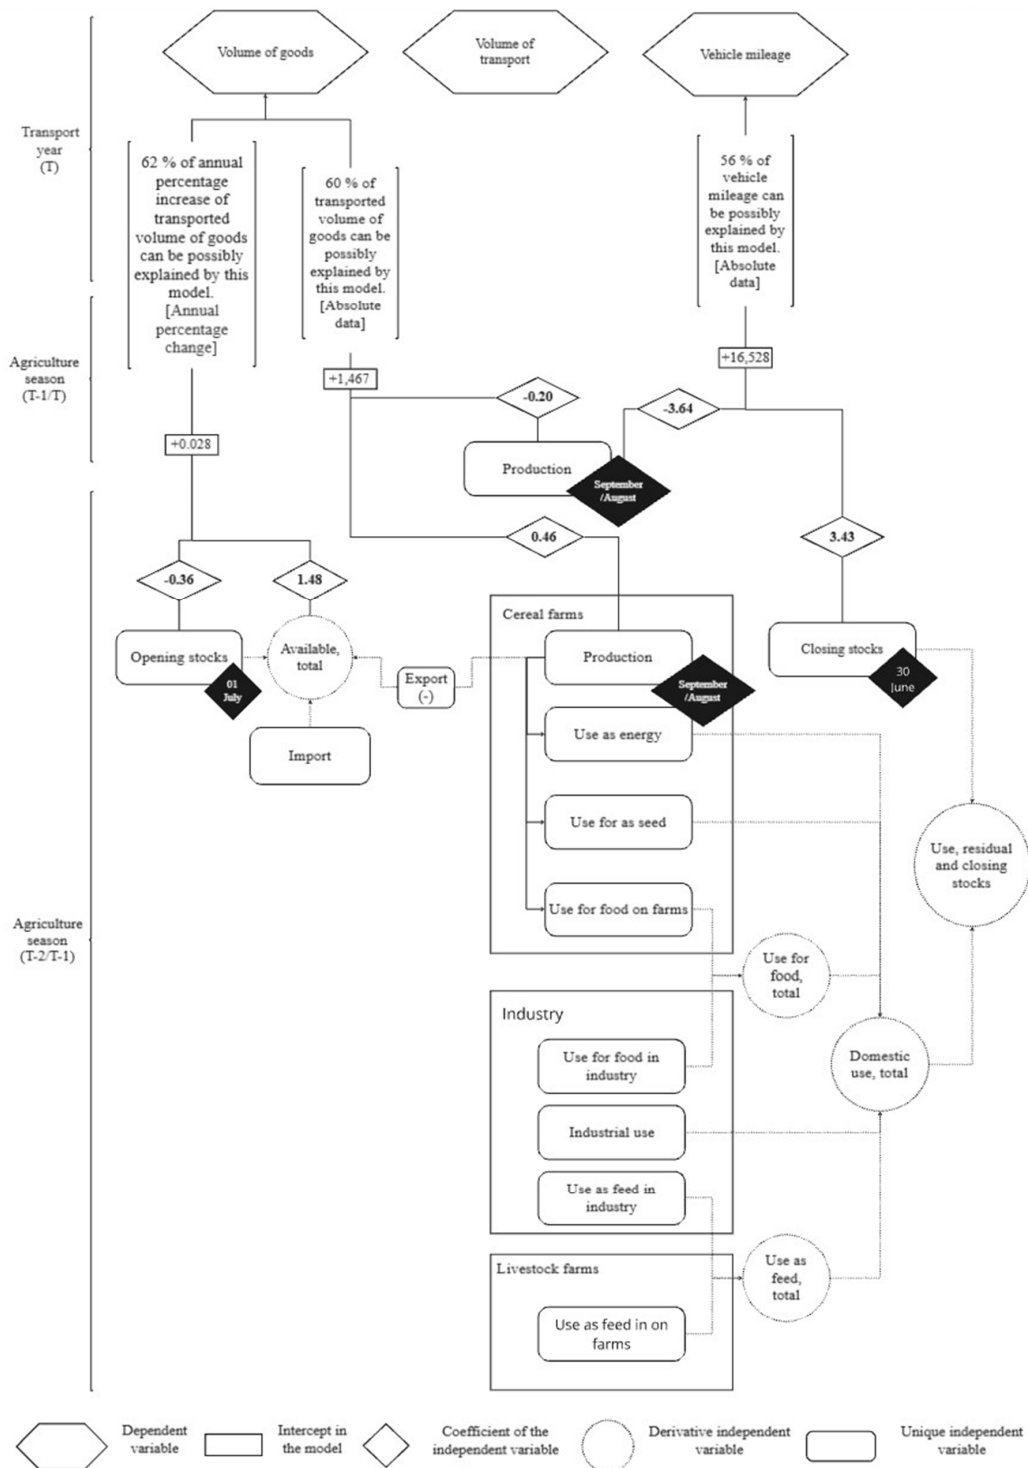 Volume of goods
Volume of
transport
Vehicle mileage
Transport
year
(T)
62 % of annual
percentage
increase of
transported
volume of goods
can be possibly
explained by this
model.
[Annual
percentage
change]
60 % of
transported
volume of
goods can be
possibly
explained by
this model.
[Absolute
data]
56 % of
vehicle
mileage can
be possibly
explained by
this model.
[Absolute
data]
Agriculture
season
(T-1/T)
+0.028
+1,467
+16,528
-0.20
-3.64
Production
September
/August
0.46
3.43
-0.36
1.48
Agriculture
season
(T-2/T-1)
Opening stocks
01
July
Available,
total
Export
(-)
Import
Cereal farms
Production
September
/August
Use as energy
Use for as seed
Use for food on farms
Closing stocks
30
June
Use, residual
and closing
stocks
Use for
food,
total
Domestic
use, total
Industry
Use for food in
industry
Industrial use
Use as feed in
industry
Livestock farms
Use as feed in on
farms
Use as
feed,
total
Dependent
variable
Intercept in
the model
Coefficient of the
independent variable
Derivative independent
variable
Unique independent
variable